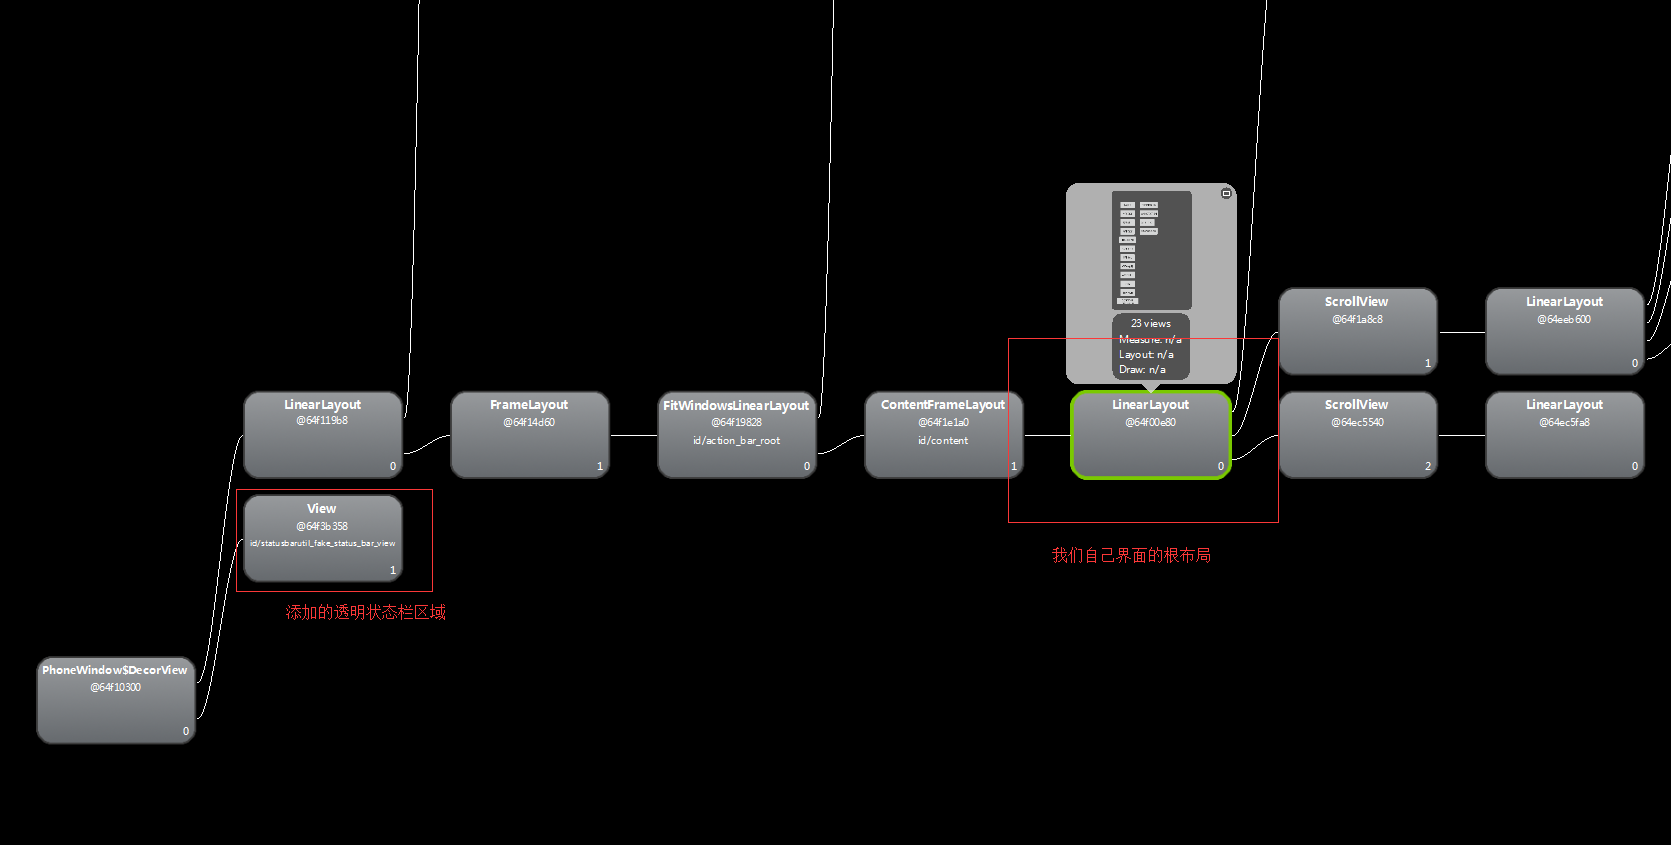 23 views
Measure: n/a
Layout: n/a
Draw: n/a
ScrollView
@64f1a8c8
1
LinearLayout
@64eeb600
0
LinearLayout
@64f119b8
0
FrameLayout
@64f14d60
1
FitWindowsLinearLayout
@64f19828
id/action_bar_root
0
ContentFrameLayout
@64f1e1a0
id/content
1
LinearLayout
@64f00e80
0
ScrollView
@64ec5540
2
LinearLayout
@64ec5fa8
0
View
@64f3b358
id/statusbarutil_fake_status_bar_view
1
我们自己界面的根布局
添加的透明状态栏区域
PhoneWindow$DecorView
@64f10300
0